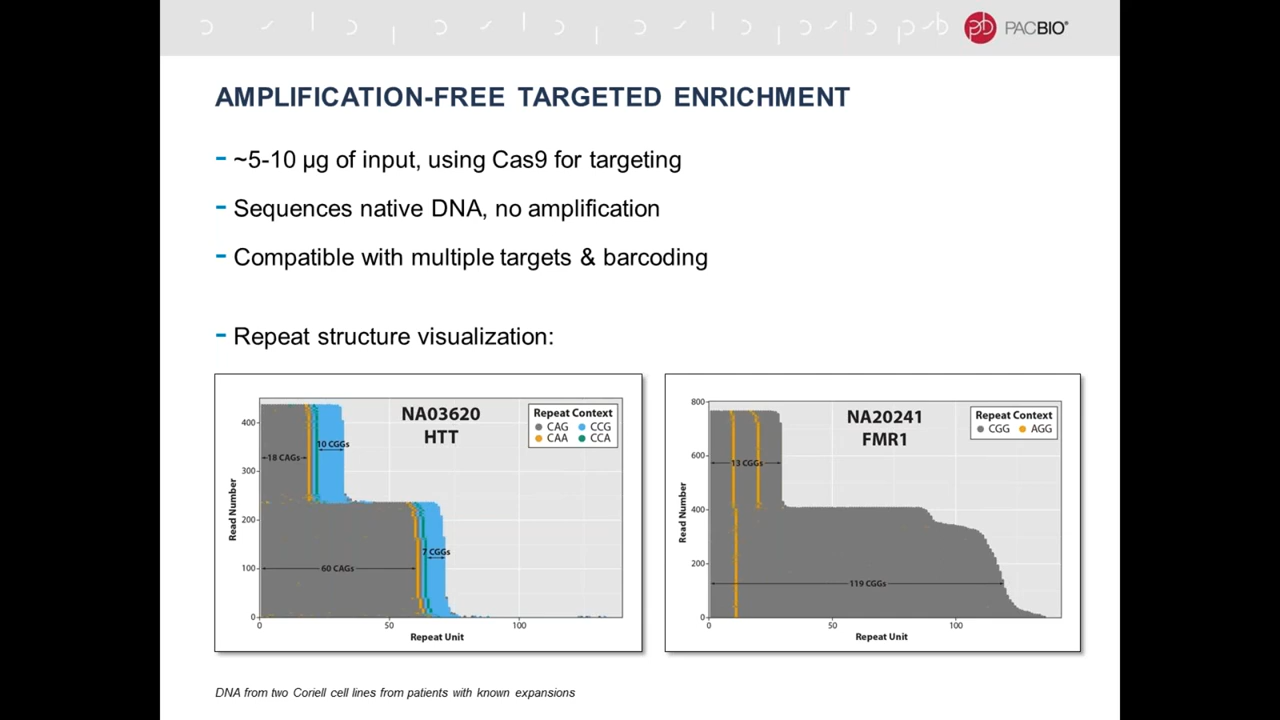 PACBIO®
AMPLIFICATION-FREE TARGETED ENRICHMENT
- ~5-10 µg of input, using Cas9 for targeting
- Sequences native DNA, no amplification
- Compatible with multiple targets & barcoding
- Repeat structure visualization:
NA03620
HTT
Repeat Context
CAG CCG
CAA CCA
10 CGGs
18 CAGs
7 CGGs
60 CAGs
Read Number
400
300
200
100
0
0 50 100
Repeat Unit
NA20241
FMR1
Repeat Context
CGG AGG
13 CGGs
119 CGGs
Read Number
800
600
400
200
0
0 50 100
Repeat Unit
DNA from two Coriell cell lines from patients with known expansions